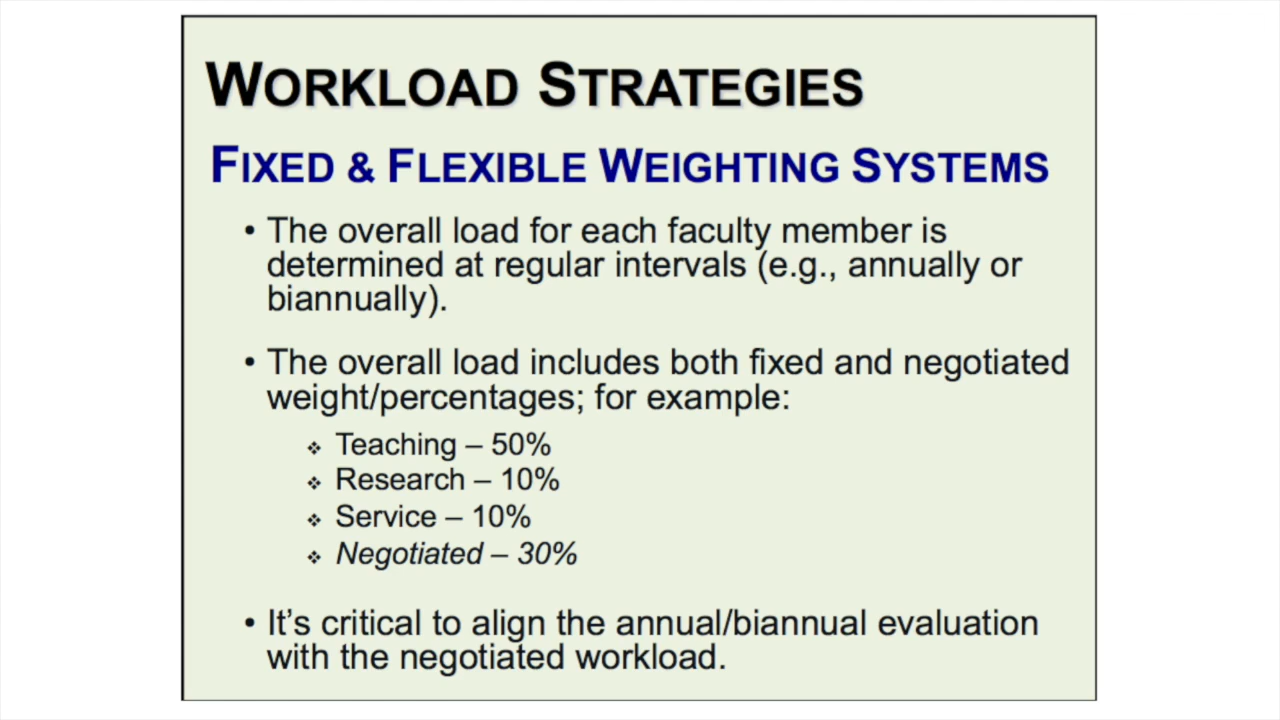 WORKLOAD STRATEGIES
FIXED & FLEXIBLE WEIGHTING SYSTEMS
• The overall load for each faculty member is
determined at regular intervals (e.g., annually or
biannually).
• The overall load includes both fixed and negotiated
weight/percentages; for example:
❖ Teaching – 50%
❖ Research – 10%
❖ Service – 10%
❖ Negotiated – 30%
• It’s critical to align the annual/biannual evaluation
with the negotiated workload.